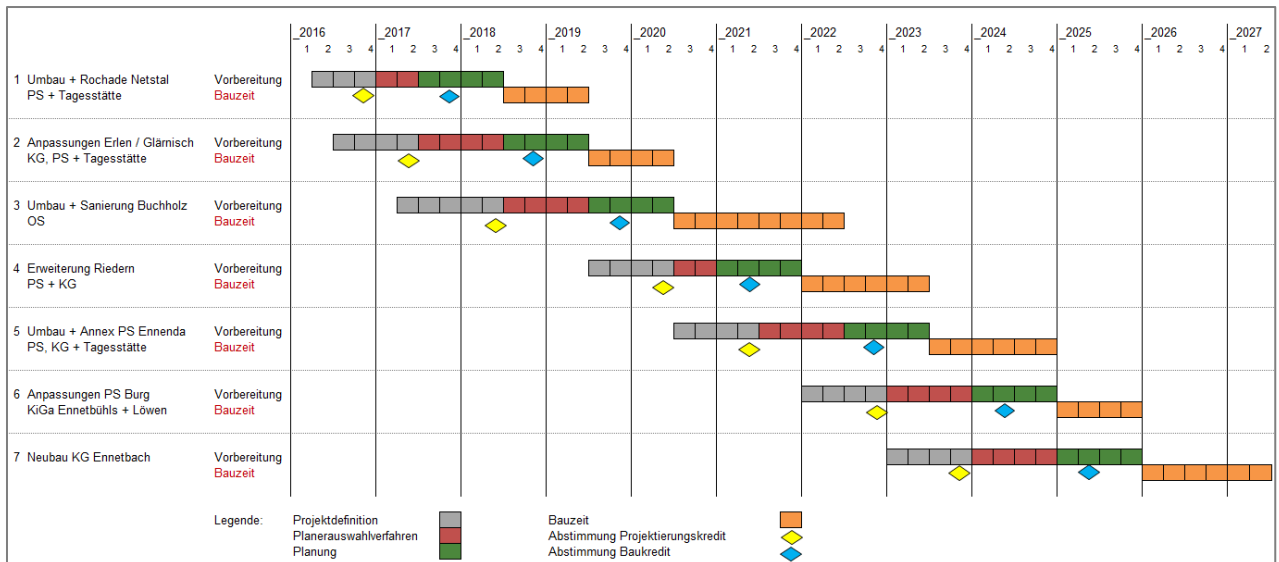 _2016 _2017 _2018 _2019 _2020 _2021 _2022 _2023 _2024 _2025 _2026 _2027
1 2 3 4 1 2 3 4 1 2 3 4 1 2 3 4 1 2 3 4 1 2 3 4 1 2 3 4 1 2 3 4 1 2 3 4 1 2 3 4 1 2 3 4 1 2
1 Umbau + Rochade Netstal Vorbereitung
PS + Tagesstätte Bauzeit
2 Anpassungen Erlen / Glärnisch Vorbereitung
KG, PS + Tagesstätte Bauzeit
3 Umbau + Sanierung Buchholz Vorbereitung
OS Bauzeit
4 Erweiterung Riedern Vorbereitung
PS + KG Bauzeit
5 Umbau + Annex PS Ennenda Vorbereitung
PS, KG + Tagesstätte Bauzeit
6 Anpassungen PS Burg Vorbereitung
KiGa Ennetbühls + Löwen Bauzeit
7 Neubau KG Ennetbach Vorbereitung
Bauzeit
Legende: Projektdefinition Bauzeit
Planerauswahlverfahren Abstimmung Projektierungskredit
Planung Abstimmung Baukredit